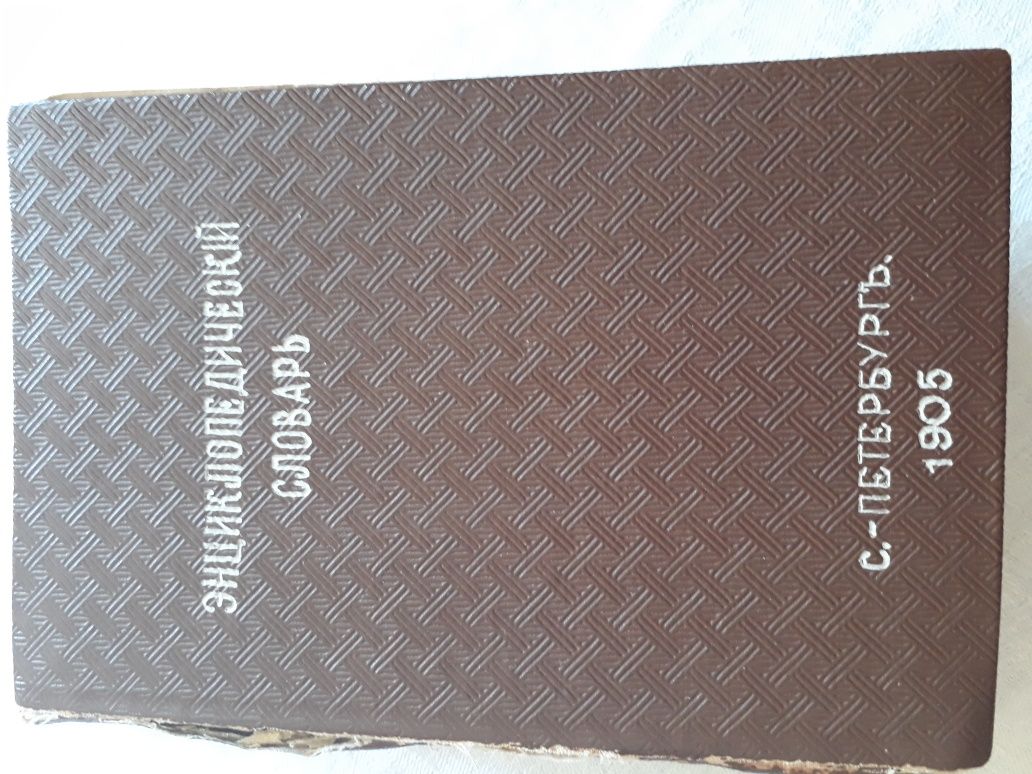 ЭНЦИКЛОПЕДИЧЕСКІЙ
СЛОВАРЬ
С.-ПЕТЕРБУРГЪ.
1905